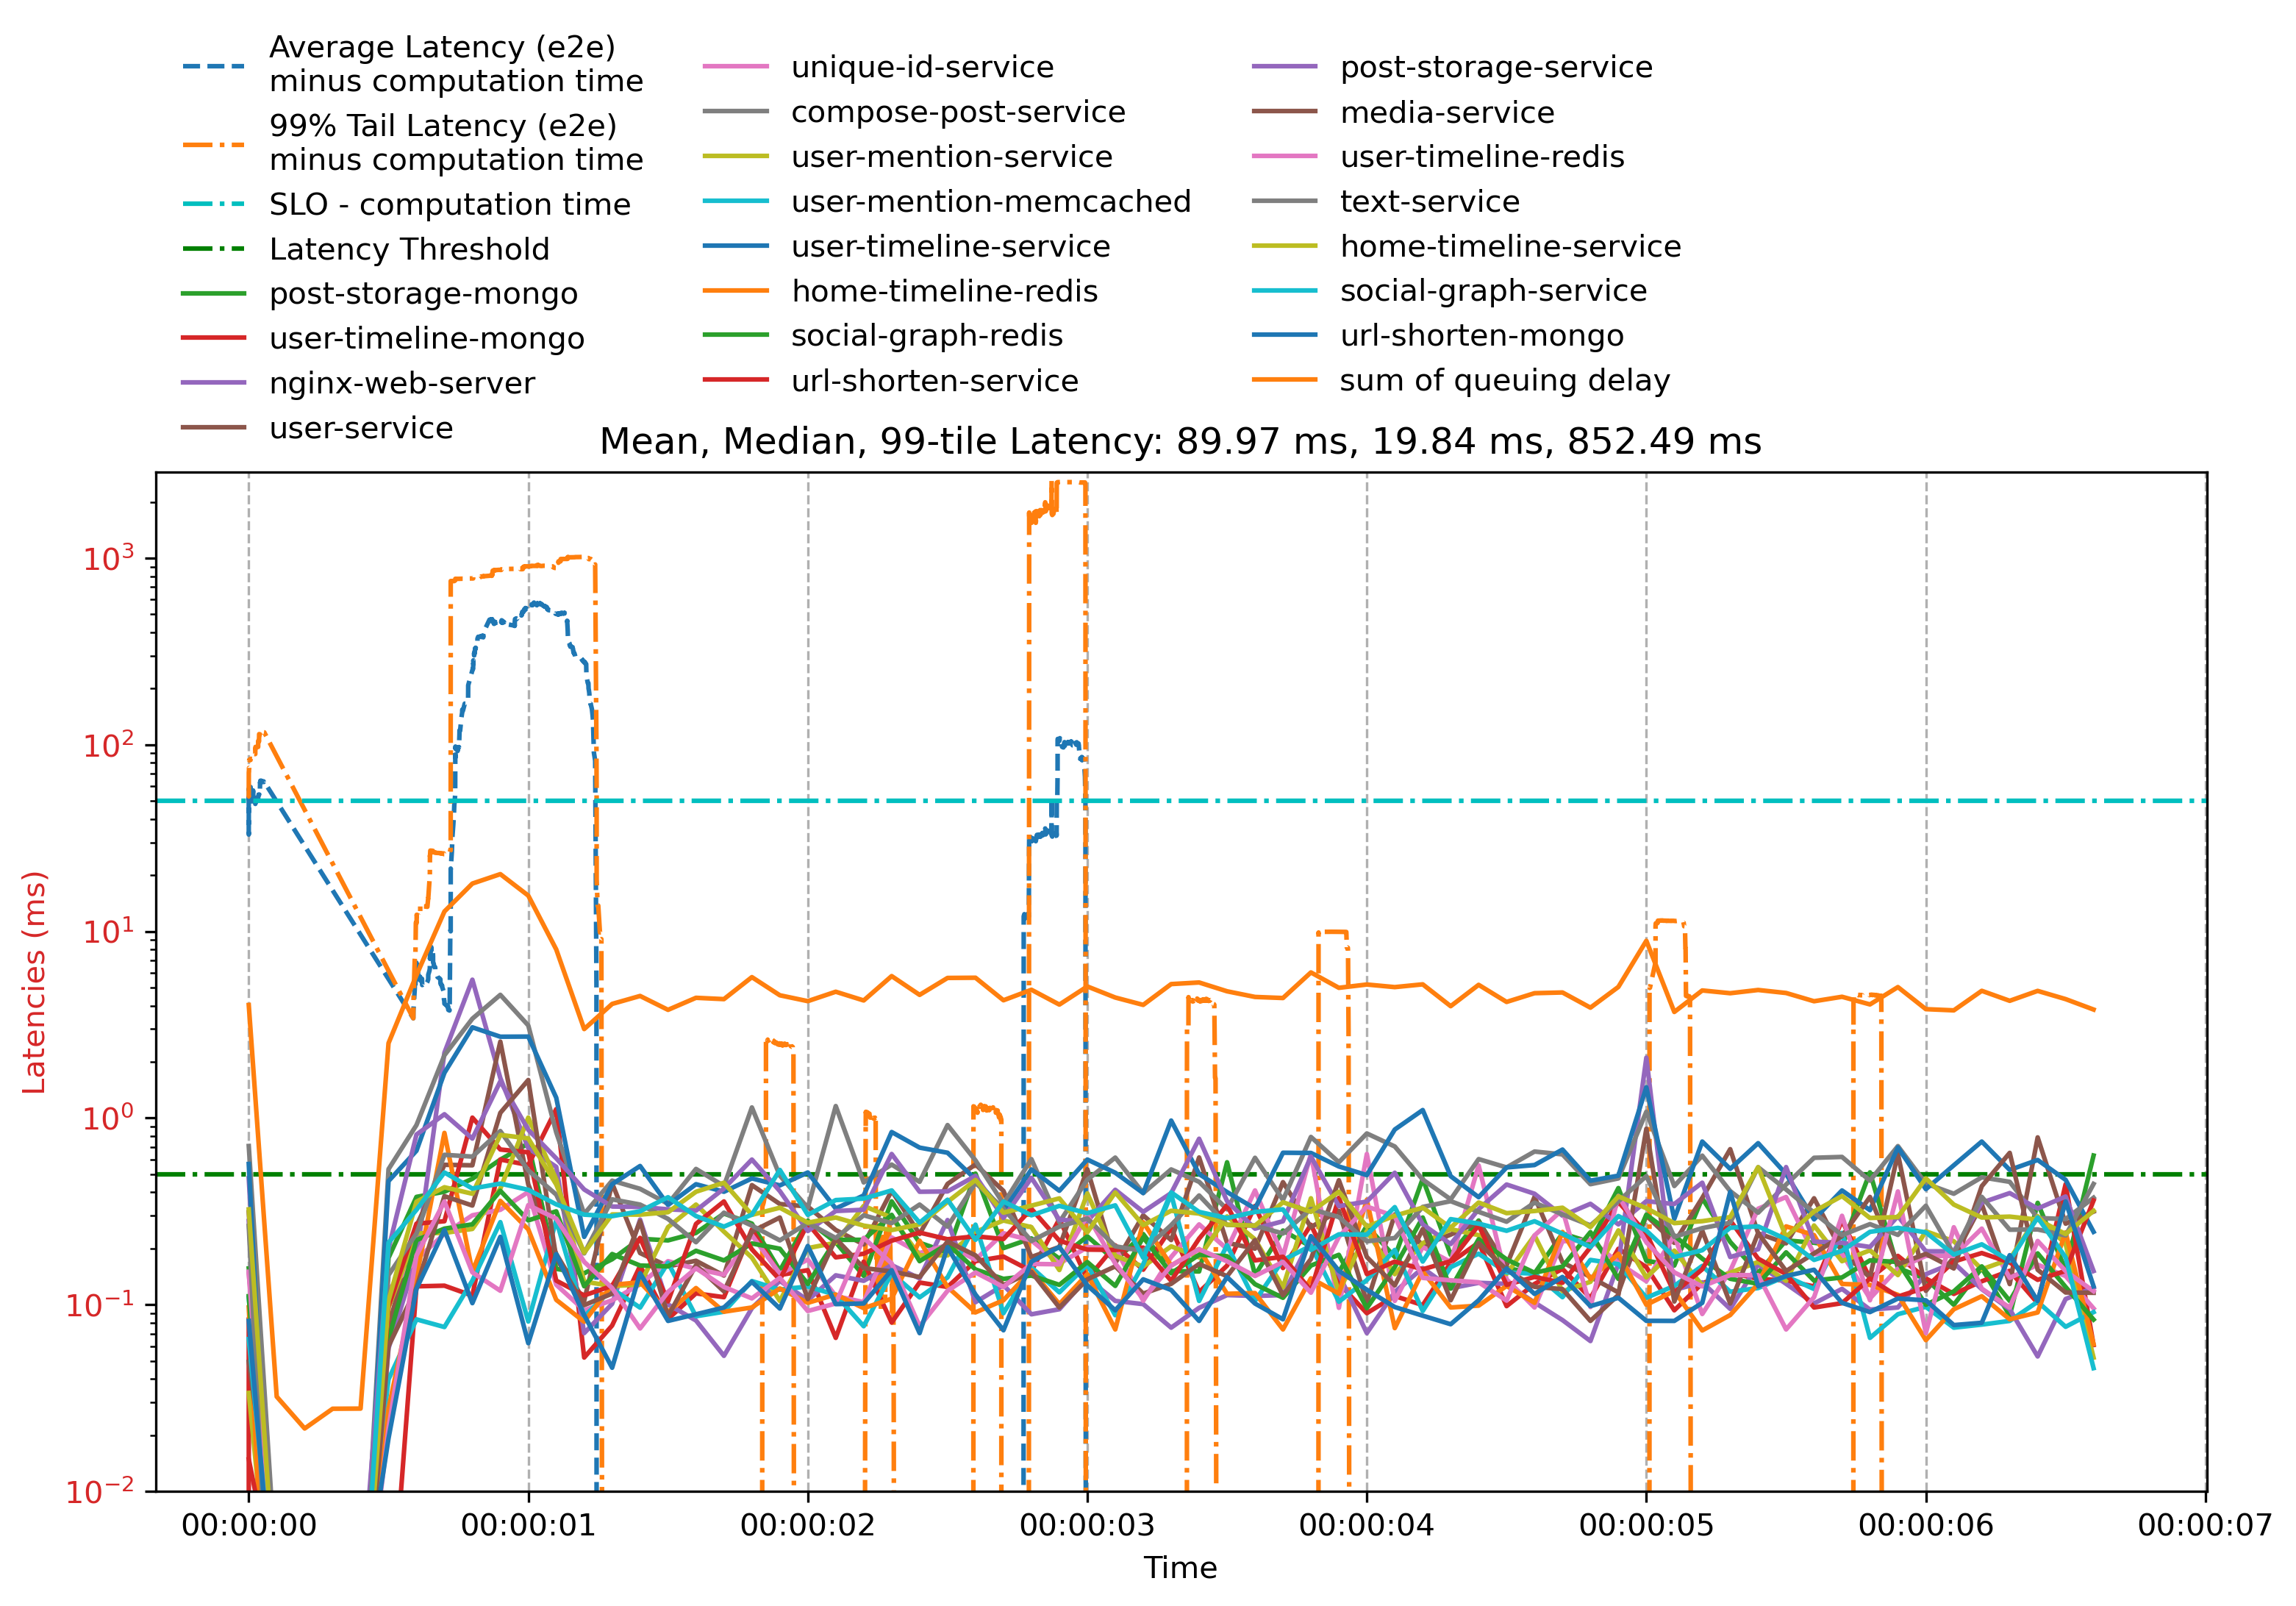 Average Latency (e2e)
minus computation time
99% Tail Latency (e2e)
minus computation time
SLO - computation time
Latency Threshold
post-storage-mongo
user-timeline-mongo
nginx-web-server
user-service
unique-id-service
compose-post-service
user-mention-service
user-mention-memcached
user-timeline-service
home-timeline-redis
social-graph-redis
url-shorten-service
post-storage-service
media-service
user-timeline-redis
text-service
home-timeline-service
social-graph-service
url-shorten-mongo
sum of queuing delay
Mean, Median, 99-tile Latency: 89.97 ms, 19.84 ms, 852.49 ms
Latencies (ms)
10³
10²
10¹
10⁰
10⁻¹
10⁻²
00:00:00 00:00:01 00:00:02 00:00:03 00:00:04 00:00:05 00:00:06 00:00:07
Time